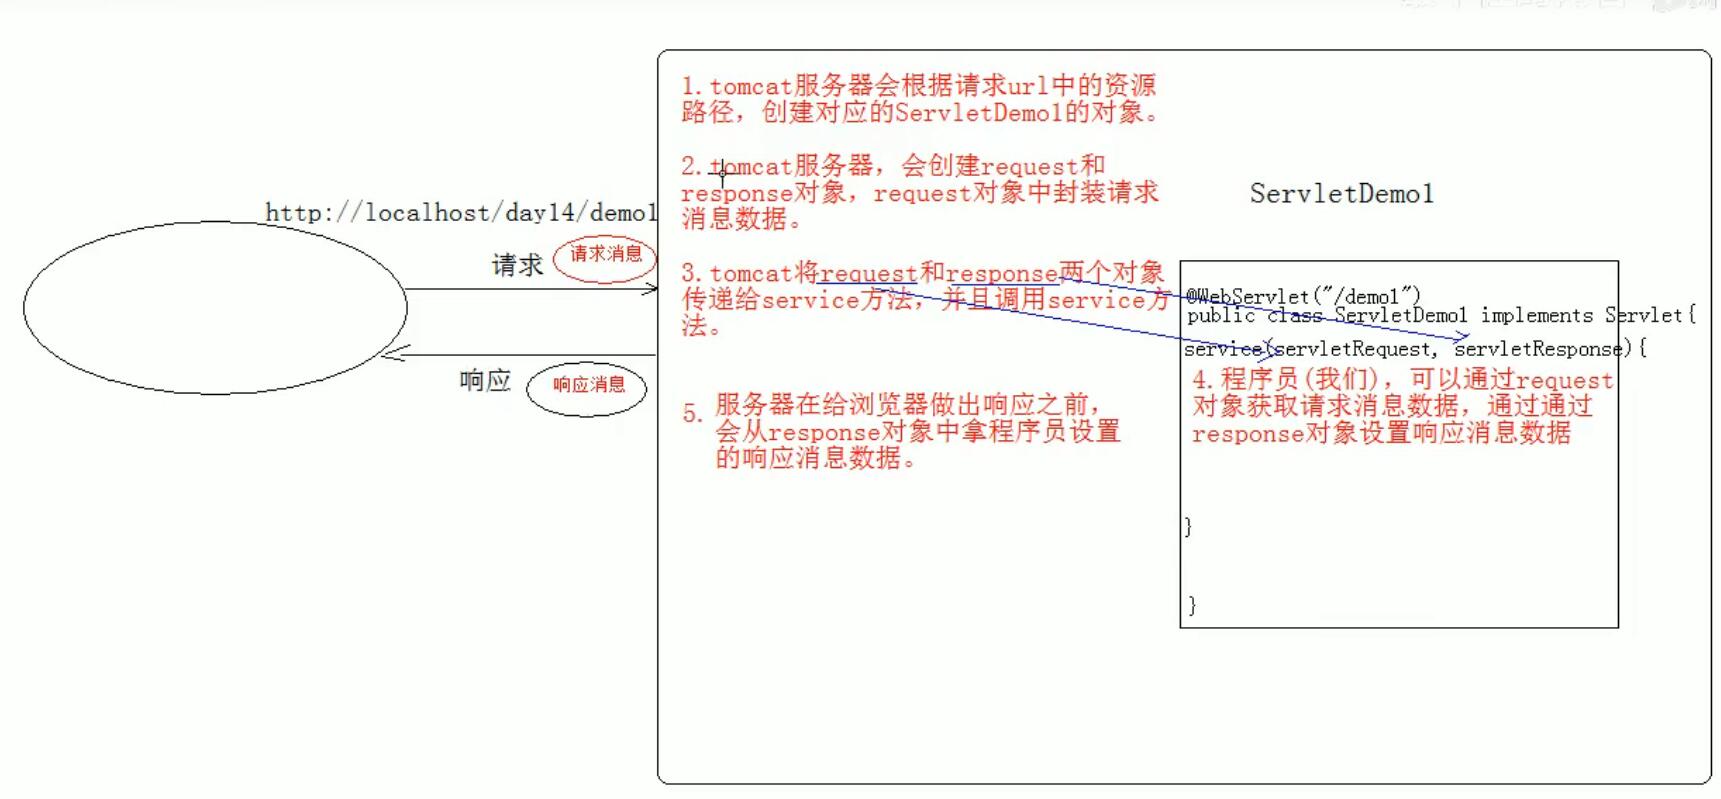 http://localhost/day14/demo1
请求
请求消息
响应
响应消息
1.tomcat服务器会根据请求url中的资源
路径，创建对应的ServletDemo1的对象。
2.tomcat服务器，会创建request和
response对象，request对象中封装请求
消息数据。
3.tomcat将request和response两个对象
传递给service方法，并且调用service方
法。
5.
服务器在给浏览器做出响应之前，
会从response对象中拿程序员设置
的响应消息数据。
ServletDemo1
@WebServlet("/demo1")
public class ServletDemo1 implements Servlet{
service(servletRequest, servletResponse){
4.程序员(我们)，可以通过request
对象获取请求消息数据，通过通过
response对象设置响应消息数据
}
}